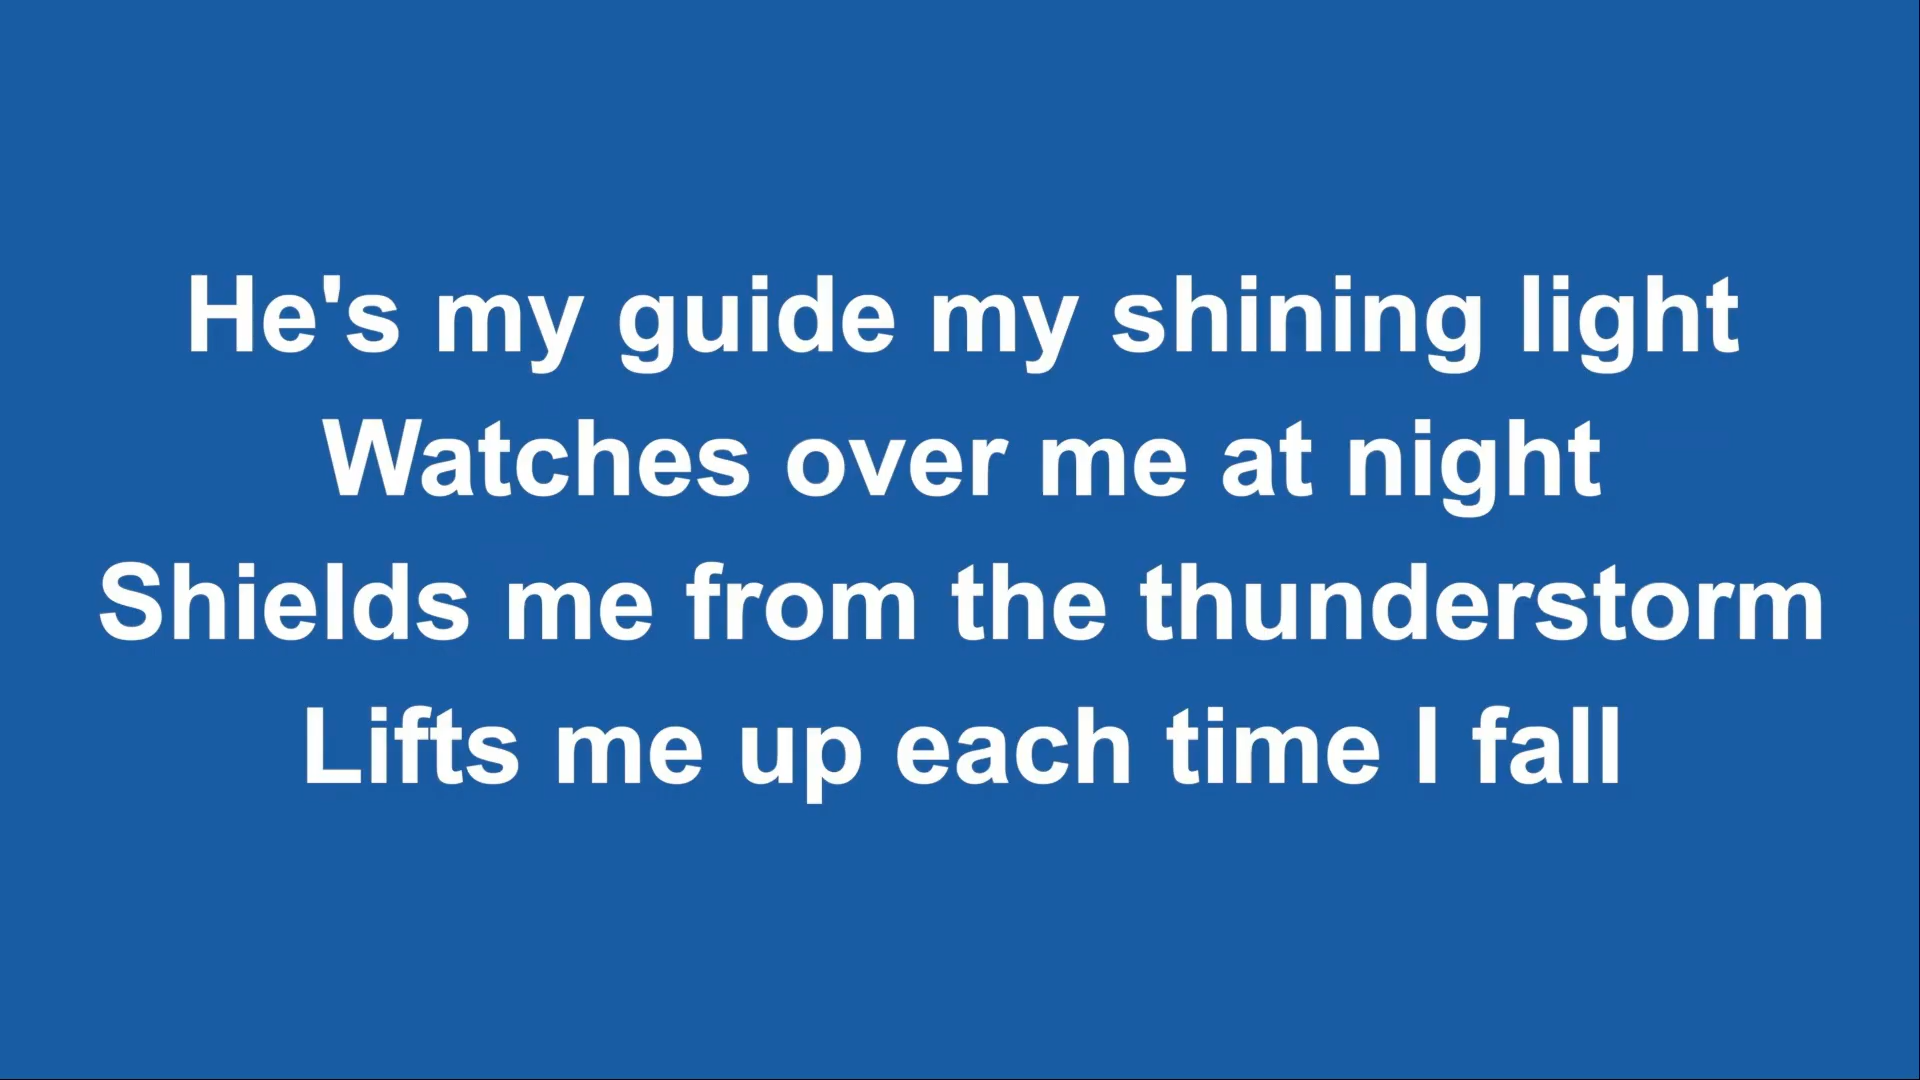 He's my guide my shining light
Watches over me at night
Shields me from the thunderstorm
Lifts me up each time I fall